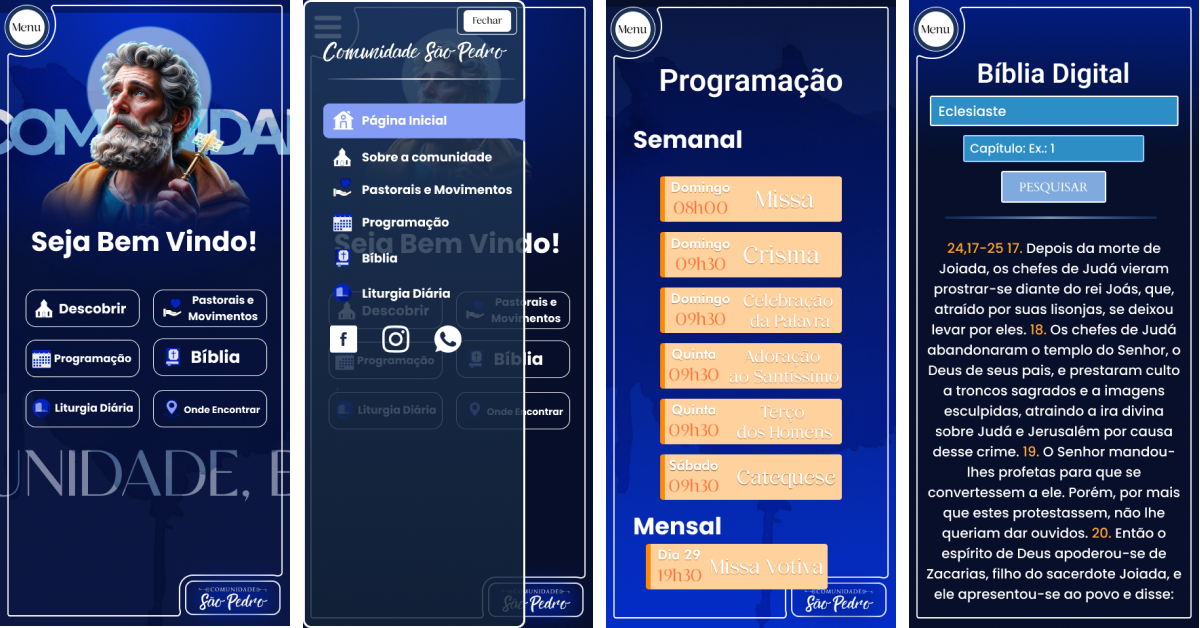 Menu
COMUNIDA
Seja Bem Vindo!
Descobrir
Pastorais e
Movimentos
Programação
Bíblia
Liturgia Diária
Onde Encontrar
UNIDADE, E
COMUNIDADE
São Pedro
Fechar
Comunidade São Pedro
Página Inicial
Sobre a comunidade
Pastorais e Movimentos
Programação
Seja Bem Vindo!
Bíblia
Liturgia Diária
Descobrir
Pastorais e
Movimentos
Programação
Bíblia
Liturgia Diária
Onde Encontrar
COMUNIDADE
São Pedro
Menu
Programação
Semanal
Domingo
08h00
Missa
Domingo
09h30
Crisma
Domingo
09h30
Celebração
da Palavra
Quinta
09h30
Adoração
ao Santíssimo
Quinta
09h30
Terço
dos Homens
Sábado
09h30
Catequese
Mensal
Dia 29
19h30
Missa Votiva
COMUNIDADE
São Pedro
Menu
Bíblia Digital
Eclesiaste
Capítulo: Ex.: 1
PESQUISAR
24,17-25 17. Depois da morte de
Joiada, os chefes de Judá vieram
prostrar-se diante do rei Joás, que,
atraído por suas lisonjas, se deixou
levar por eles. 18. Os chefes de Judá
abandonaram o templo do Senhor, o
Deus de seus pais, e prestaram culto
a troncos sagrados e a imagens
esculpidas, atraindo a ira divina
sobre Judá e Jerusalém por causa
desse crime. 19. O Senhor mandou-
lhes profetas para que se
convertessem a ele. Porém, por mais
que estes protestassem, não lhe
queriam dar ouvidos. 20. Então o
espírito de Deus apoderou-se de
Zacarias, filho do sacerdote Joiada, e
ele apresentou-se ao povo e disse: